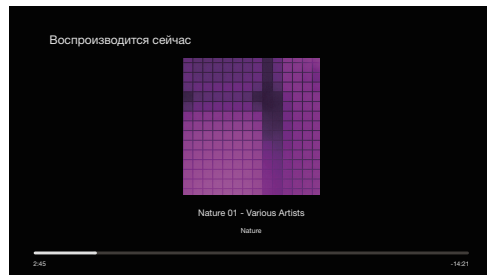 Воспроизводится сейчас
Nature 01 - Various Artists
Nature
2:45
-14:21